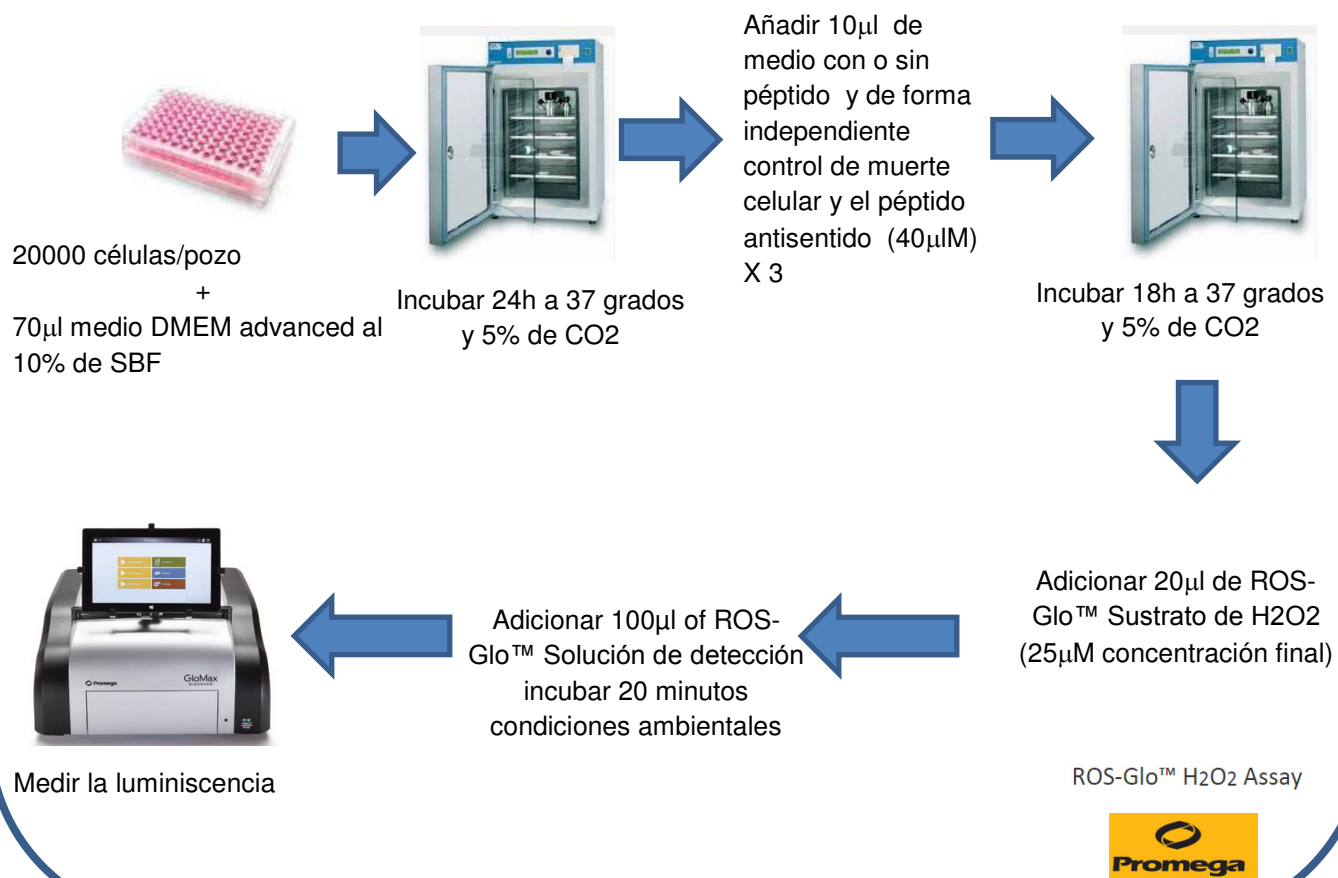 20000 células/pozo
+
70μl medio DMEM advanced al
10% de SBF
Incubar 24h a 37 grados
y 5% de CO2
Añadir 10μl de
medio con o sin
péptido y de forma
independiente
control de muerte
celular y el péptido
antisentido (40μlM)
X 3
Incubar 18h a 37 grados
y 5% de CO2
Adicionar 20μl de ROS-
Glo™ Sustrato de H2O2
(25μM concentración final)
Adicionar 100μl of ROS-
Glo™ Solución de detección
incubar 20 minutos
condiciones ambientales
Promega
GloMax
Medir la luminiscencia
ROS-Glo™ H2O2 Assay
Promega